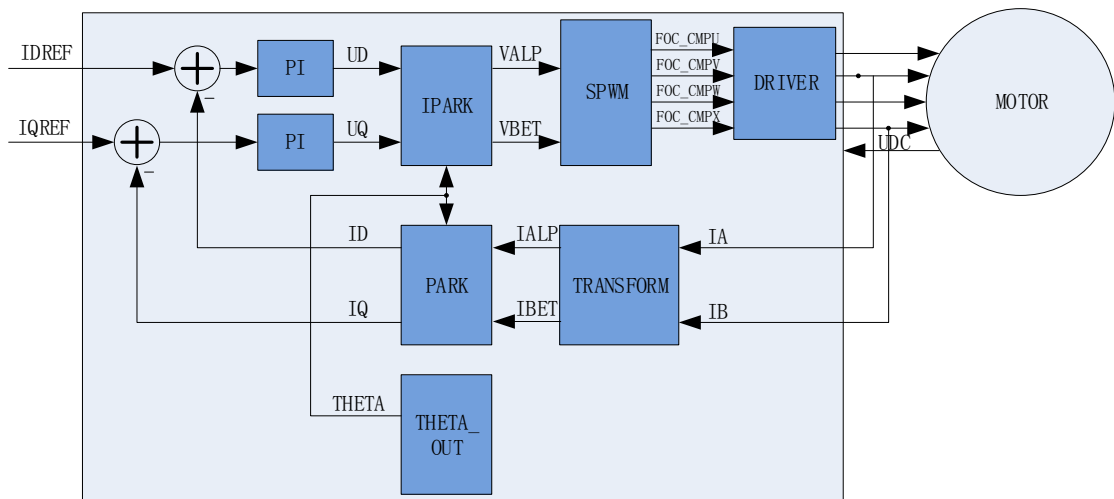 IDREF
IQREF
PI
UD
PI
UQ
IPARK
VALP
VBET
SPWM
FOC_CMPU
FOC_CMPV
FOC_CMPW
FOC_CMPX
DRIVER
MOTOR
UDC
ID
IQ
PARK
IALP
IBET
TRANSFORM
IA
IB
THETA
THETA_
OUT